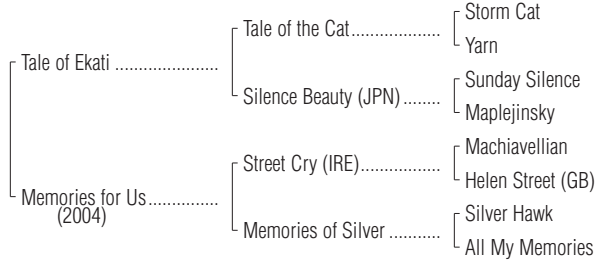 Storm Cat
Tale of the Cat....................
Yarn
Tale of Ekati .......................
Sunday Silence
Silence Beauty (JPN) ........
Maplejinsky
Machiavellian
Street Cry (IRE)..................
Helen Street (GB)
Memories for Us...............
(2004)
Silver Hawk
Memories of Silver ...........
All My Memories